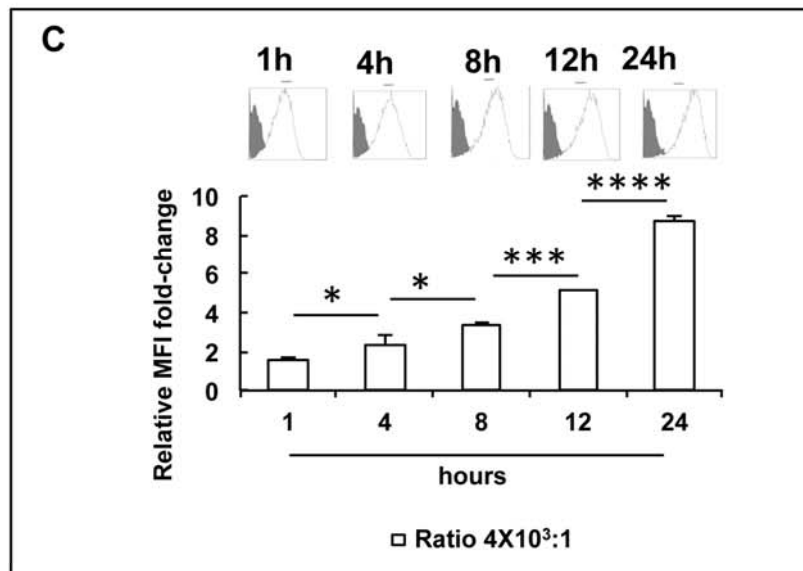 C
1h 4h 8h 12h 24h
Relative MFI fold-change
10
8
6
4
2
0
* * *** ****
1 4 8 12 24
hours
Ratio 4X10³:1